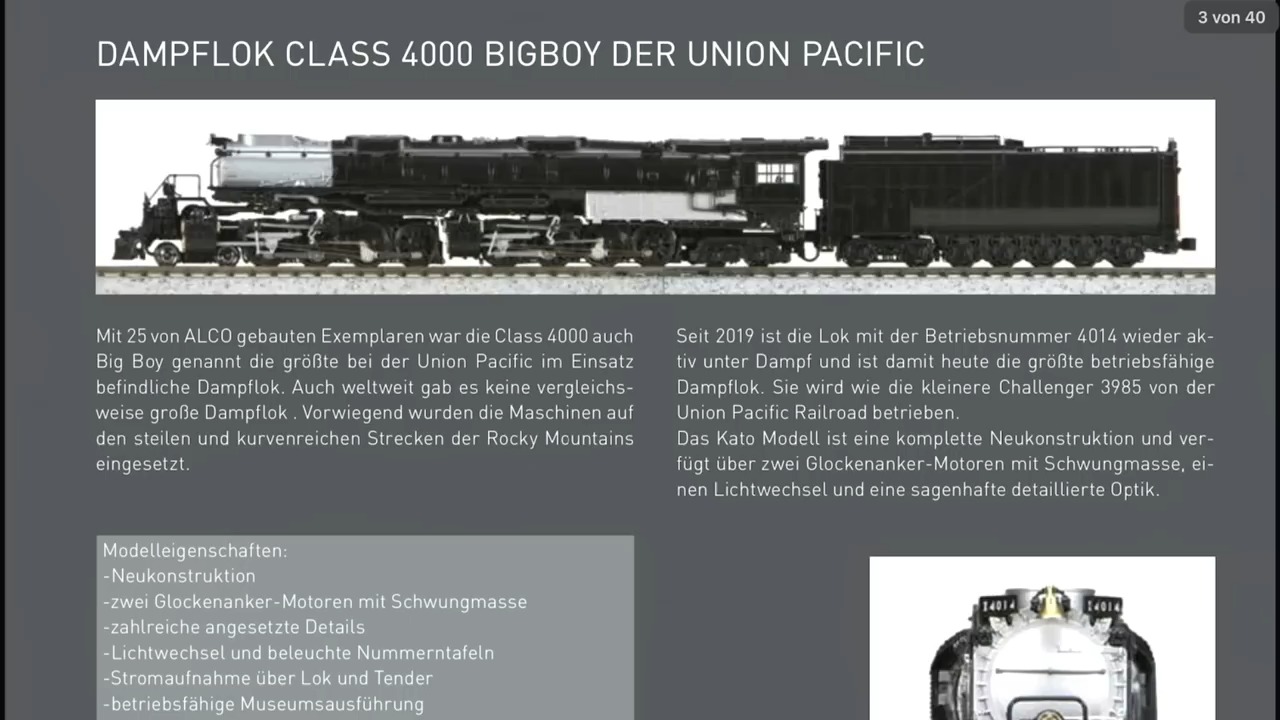 3 von 40
DAMPFLOK CLASS 4000 BIGBOY DER UNION PACIFIC
Mit 25 von ALCO gebauten Exemplaren war die Class 4000 auch
Big Boy genannt die größte bei der Union Pacific im Einsatz
befindliche Dampflok. Auch weltweit gab es keine vergleichs-
weise große Dampflok . Vorwiegend wurden die Maschinen auf
den steilen und kurvenreichen Strecken der Rocky Mountains
eingesetzt.
Seit 2019 ist die Lok mit der Betriebsnummer 4014 wieder ak-
tiv unter Dampf und ist damit heute die größte betriebsfähige
Dampflok. Sie wird wie die kleinere Challenger 3985 von der
Union Pacific Railroad betrieben.
Das Kato Modell ist eine komplette Neukonstruktion und ver-
fügt über zwei Glockenanker-Motoren mit Schwungmasse, ei-
nen Lichtwechsel und eine sagenhafte detaillierte Optik.
Modelleigenschaften:
-Neukonstruktion
-zwei Glockenanker-Motoren mit Schwungmasse
-zahlreiche angesetzte Details
-Lichtwechsel und beleuchte Nummerntafeln
-Stromaufnahme über Lok und Tender
-betriebsfähige Museumsausführung
X4014 X4014